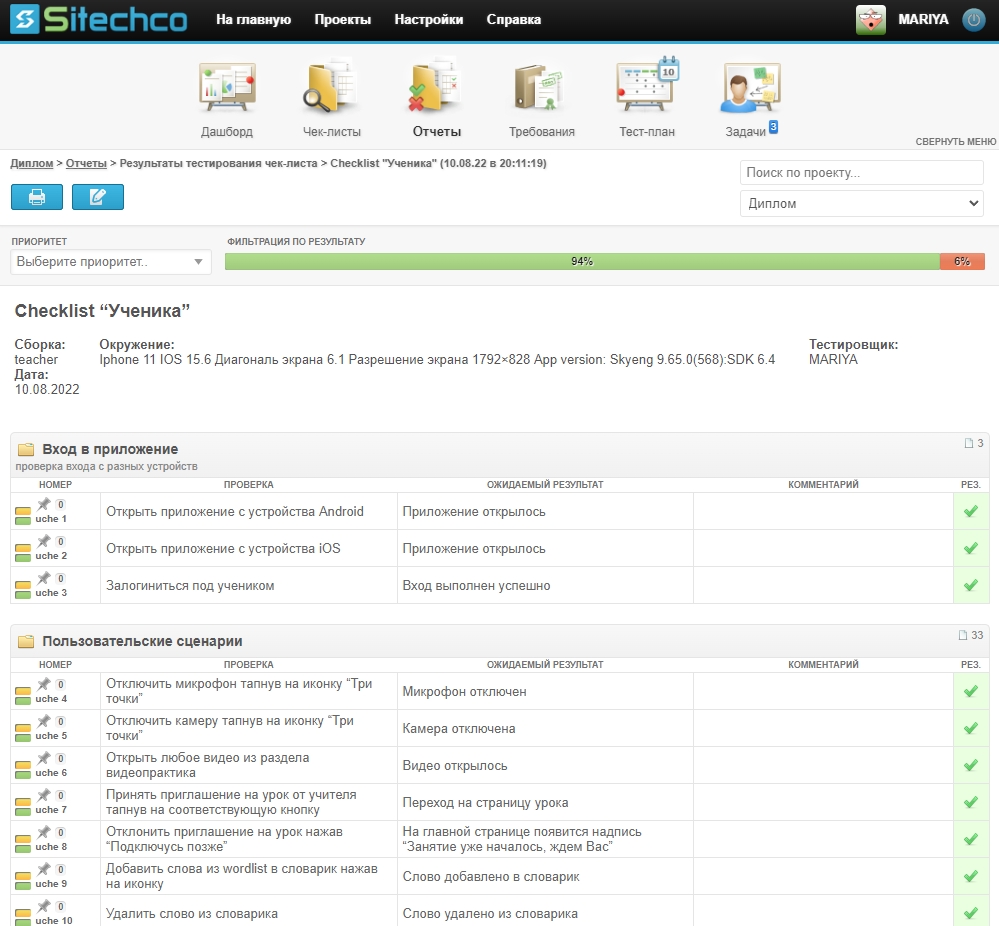 Sitechco
На главную Проекты Настройки Справка
MARIYA
10
Дашборд Чек-листы Отчеты Требования Тест-план Задачи 3
СВЕРНУТЬ МЕНЮ
Диплом > Отчеты > Результаты тестирования чек-листа > Checklist "Ученика" (10.08.22 в 20:11:19)
Поиск по проекту...
Диплом
ПРИОРИТЕТ ФИЛЬТРАЦИЯ ПО РЕЗУЛЬТАТУ
Выберите приоритет.. 94% 6%
Checklist “Ученика”
Сборка: Окружение: Тестировщик:
teacher Iphone 11 IOS 15.6 Диагональ экрана 6.1 Разрешение экрана 1792×828 App version: Skyeng 9.65.0(568):SDK 6.4 MARIYA
Дата:
10.08.2022
Вход в приложение 3
проверка входа с разных устройств
НОМЕР ПРОВЕРКА ОЖИДАЕМЫЙ РЕЗУЛЬТАТ КОММЕНТАРИЙ РЕЗ.
0
uche 1 Открыть приложение с устройства Android Приложение открылось
0
uche 2 Открыть приложение с устройства iOS Приложение открылось
0
uche 3 Залогиниться под учеником Вход выполнен успешно
Пользовательские сценарии 33
НОМЕР ПРОВЕРКА ОЖИДАЕМЫЙ РЕЗУЛЬТАТ КОММЕНТАРИЙ РЕЗ.
0 Отключить микрофон тапнув на иконку “Три
uche 4 точки” Микрофон отключен
0 Отключить камеру тапнув на иконку “Три
uche 5 точки” Камера отключена
0 Открыть любое видео из раздела
uche 6 видеопрактика Видео открылось
0 Принять приглашение на урок от учителя
uche 7 тапнув на соответствующую кнопку Переход на страницу урока
0 Отклонить приглашение на урок нажав На главной странице появится надпись
uche 8 “Подключусь позже” “Занятие уже началось, ждем Вас”
0 Добавить слова из wordlist в словарик нажав
uche 9 на иконку Слово добавлено в словарик
0
uche 10 Удалить слово из словарика Слово удалено из словарика